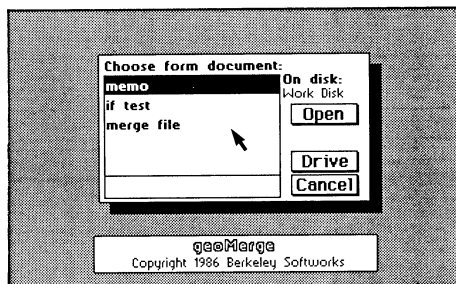 Choose form document:
memo
if test
merge file
On disk:
Work Disk
Open
Drive
Cancel
geoMerge
Copyright 1986 Berkeley Softworks